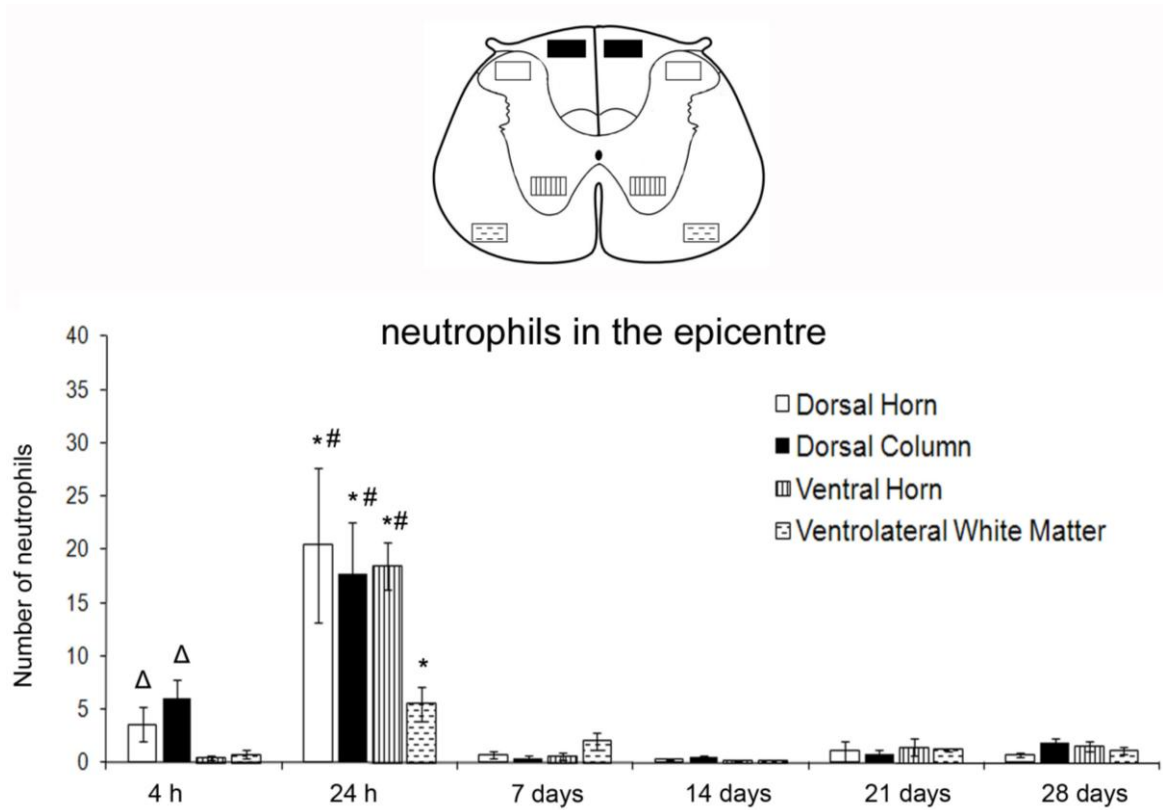 neutrophils in the epicentre
Number of neutrophils
40
35
30
25
20
15
10
5
0
Dorsal Horn
Dorsal Column
Ventral Horn
Ventrolateral White Matter
Δ
Δ
*#
*#
*#
*
4 h
24 h
7 days
14 days
21 days
28 days